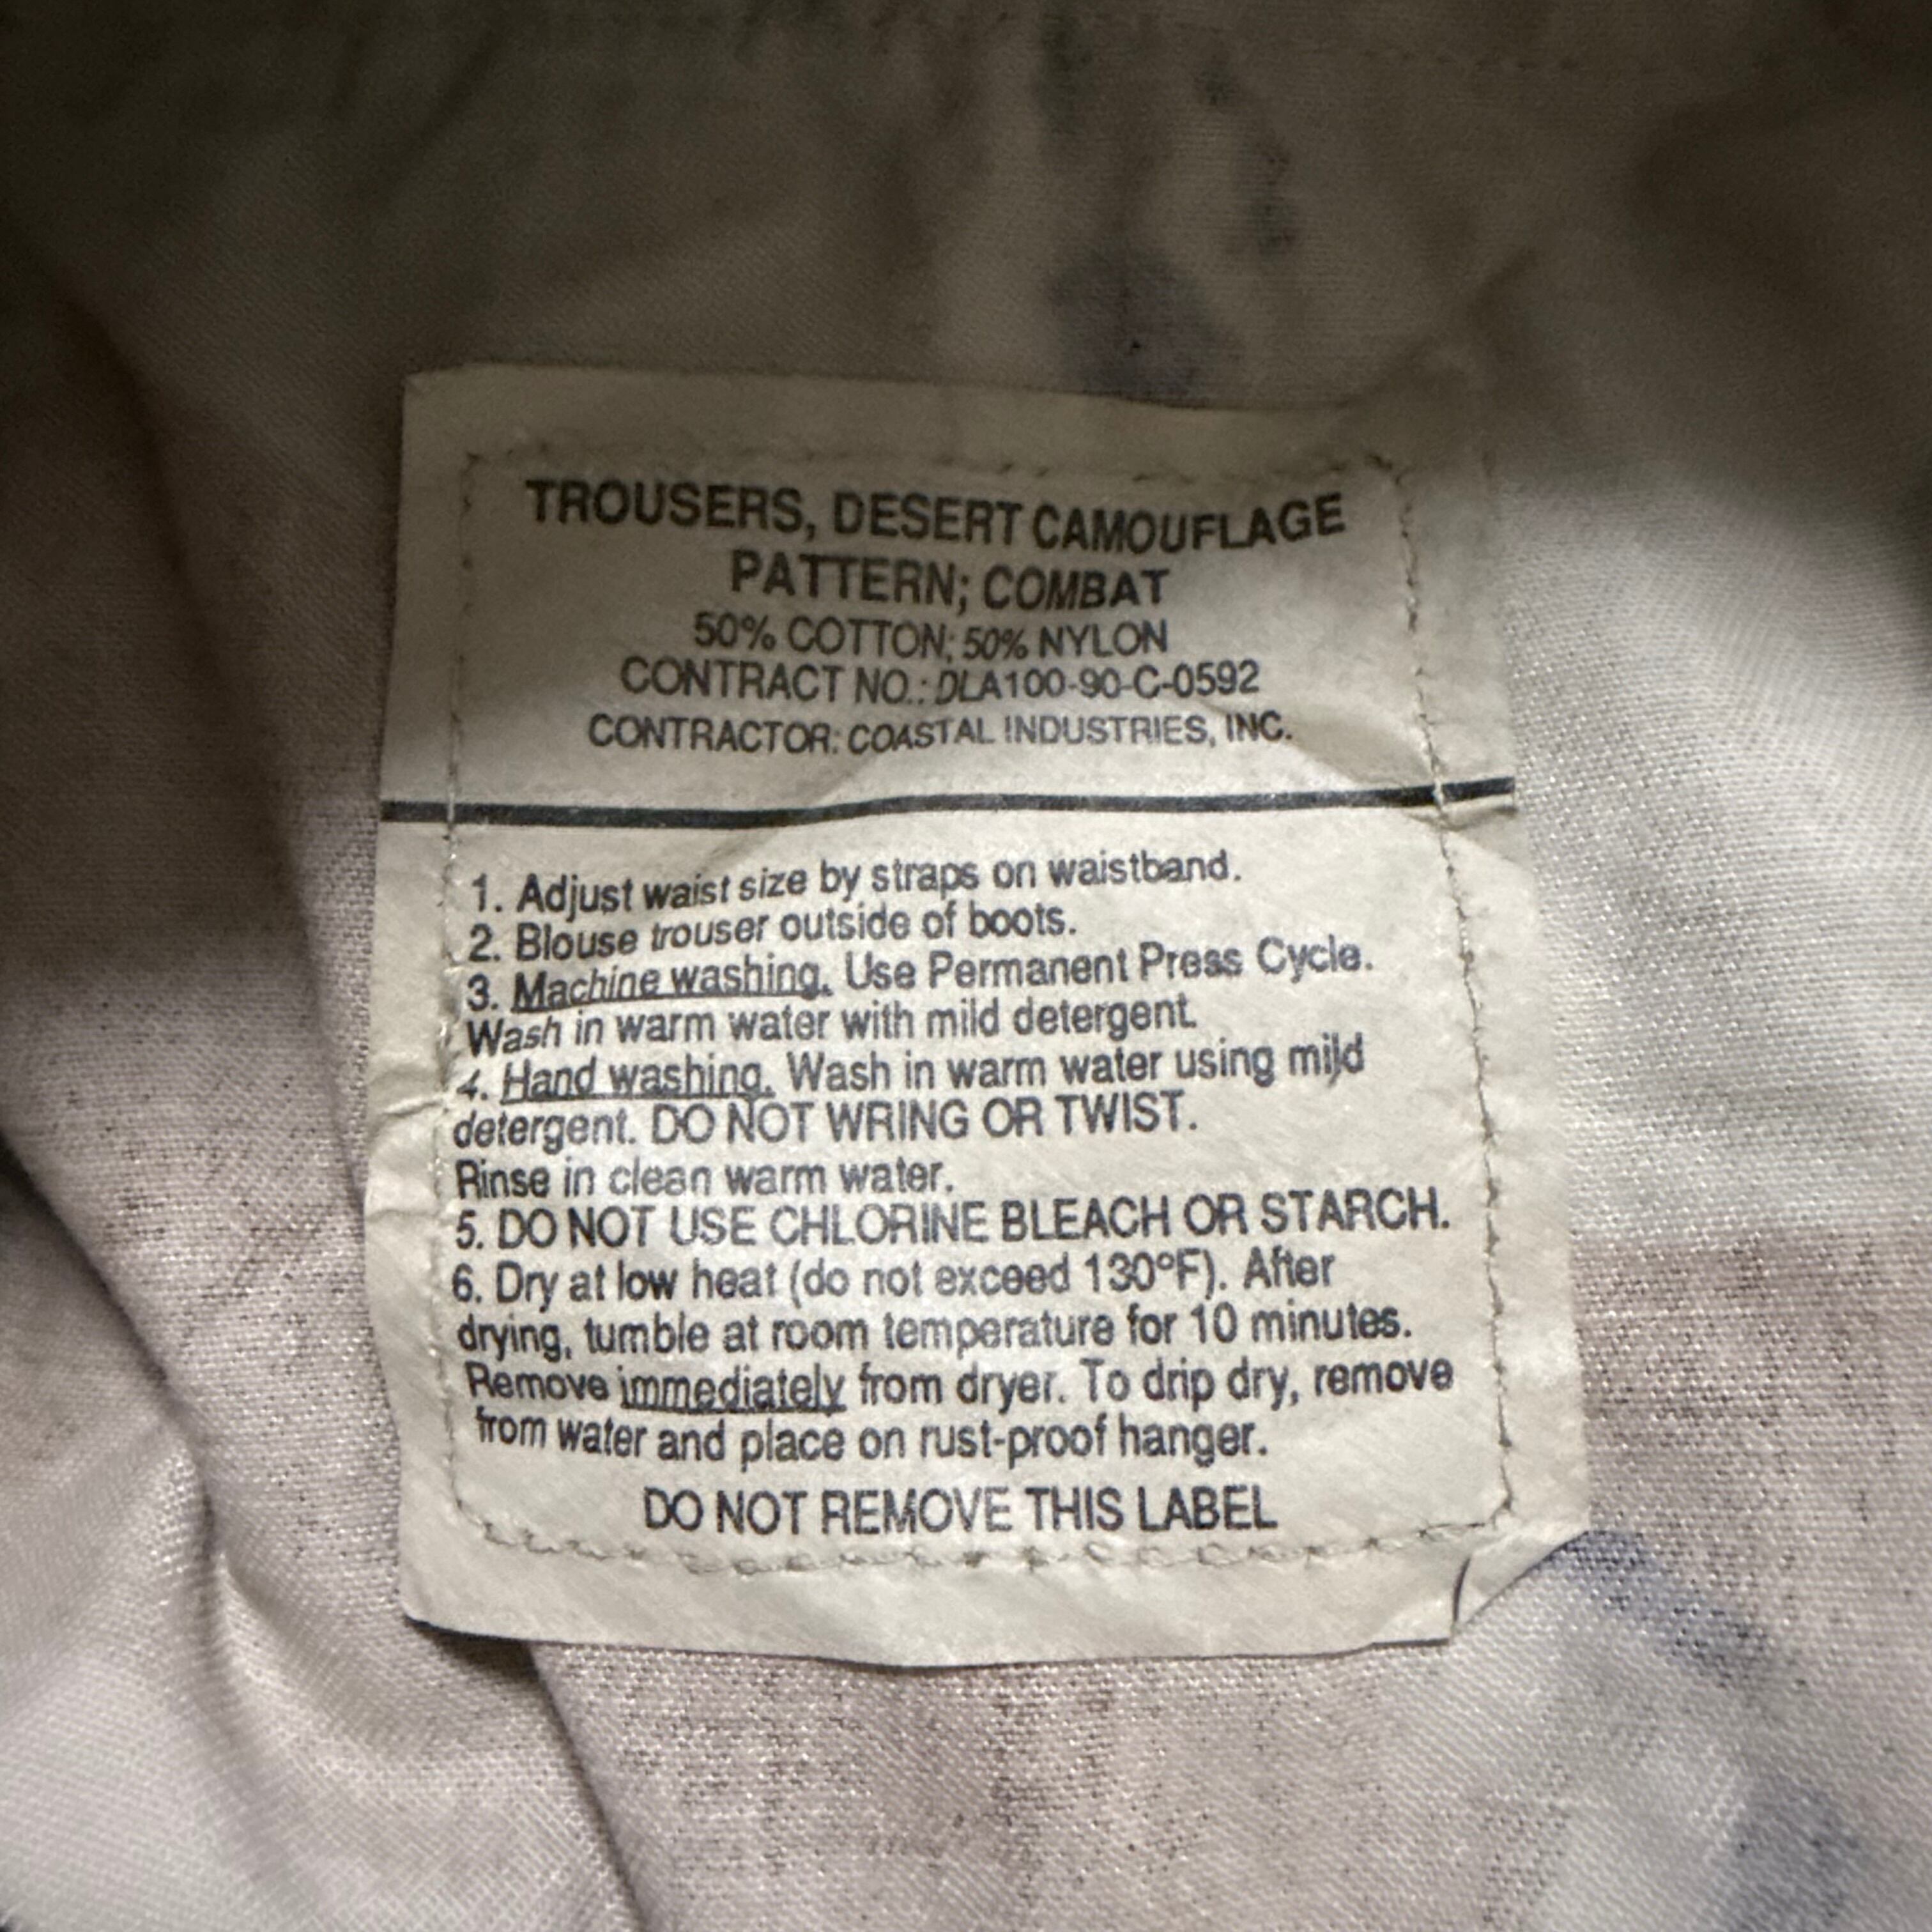 TROUSERS, DESERT CAMOUFLAGE
PATTERN; COMBAT
50% COTTON; 50% NYLON
CONTRACT NO.: DLA100-90-C-0592
CONTRACTOR: COASTAL INDUSTRIES, INC.
1. Adjust waist size by straps on waistband.
2. Blouse trouser outside of boots.
3. Machine washing. Use Permanent Press Cycle.
Wash in warm water with mild detergent.
4. Hand washing. Wash in warm water using mild
detergent. DO NOT WRING OR TWIST.
Rinse in clean warm water.
5. DO NOT USE CHLORINE BLEACH OR STARCH.
6. Dry at low heat (do not exceed 130°F). After
drying, tumble at room temperature for 10 minutes.
Remove immediately from dryer. To drip dry, remove
from water and place on rust-proof hanger.
DO NOT REMOVE THIS LABEL